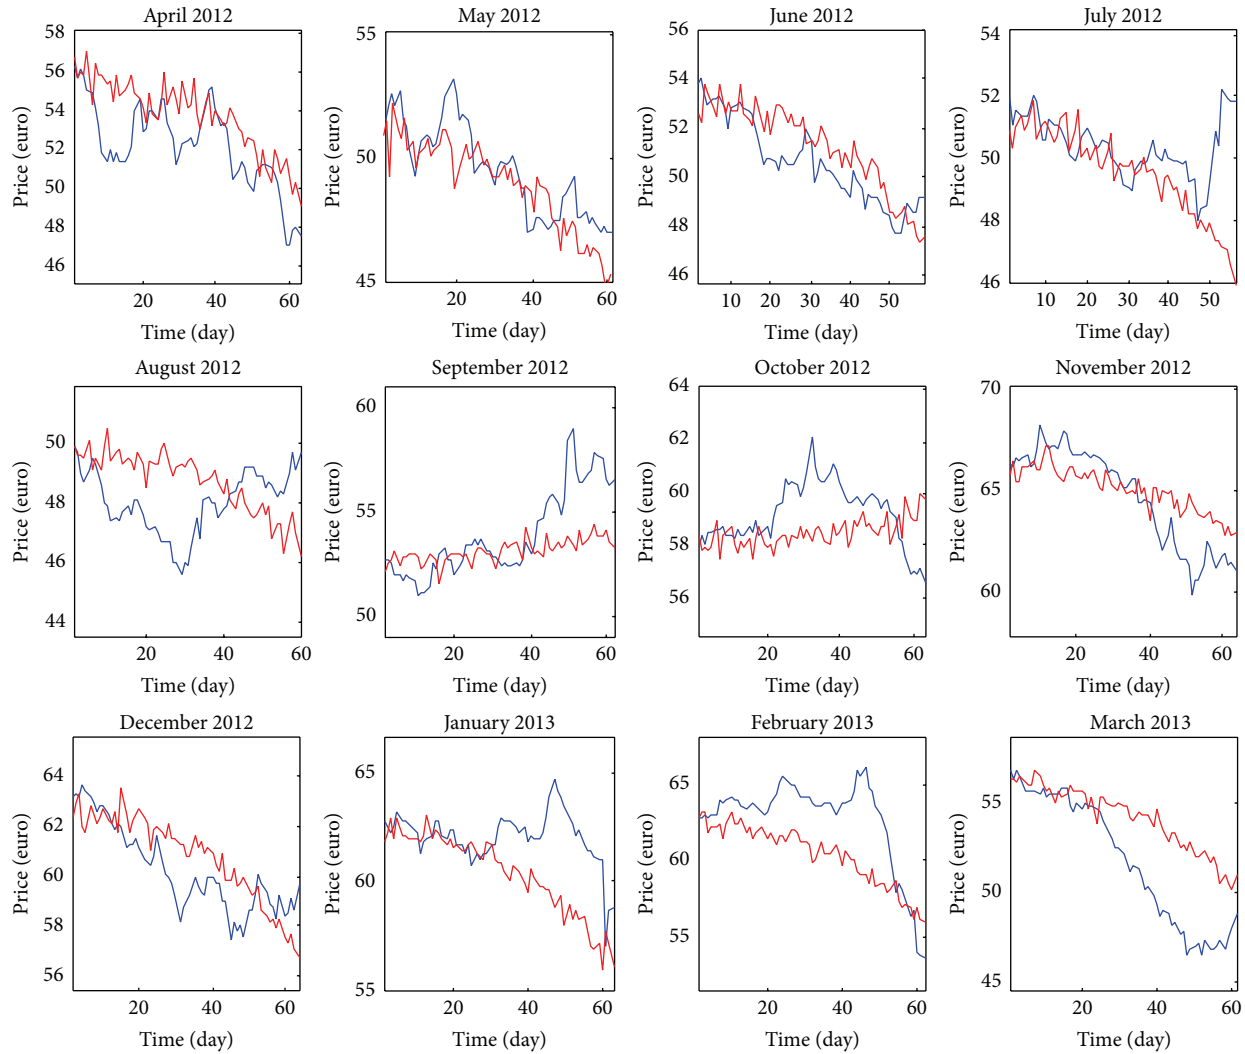 April 2012
58
56
54
52
50
48
46
Price (euro)
20 40 60
Time (day)
May 2012
55
50
45
Price (euro)
20 40 60
Time (day)
June 2012
56
54
52
50
48
46
Price (euro)
10 20 30 40 50
Time (day)
July 2012
54
52
50
48
46
Price (euro)
10 20 30 40 50
Time (day)
August 2012
50
48
46
44
Price (euro)
20 40 60
Time (day)
September 2012
60
55
50
Price (euro)
20 40 60
Time (day)
October 2012
64
62
60
58
56
Price (euro)
20 40 60
Time (day)
November 2012
70
65
60
Price (euro)
20 40 60
Time (day)
December 2012
64
62
60
58
56
Price (euro)
20 40 60
Time (day)
January 2013
65
60
55
Price (euro)
20 40 60
Time (day)
February 2013
65
60
55
Price (euro)
20 40 60
Time (day)
March 2013
55
50
45
Price (euro)
20 40 60
Time (day)